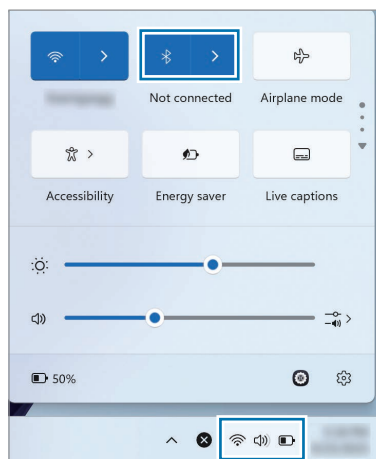 Not connected
Airplane mode
Accessibility
Energy saver
Live captions
50%